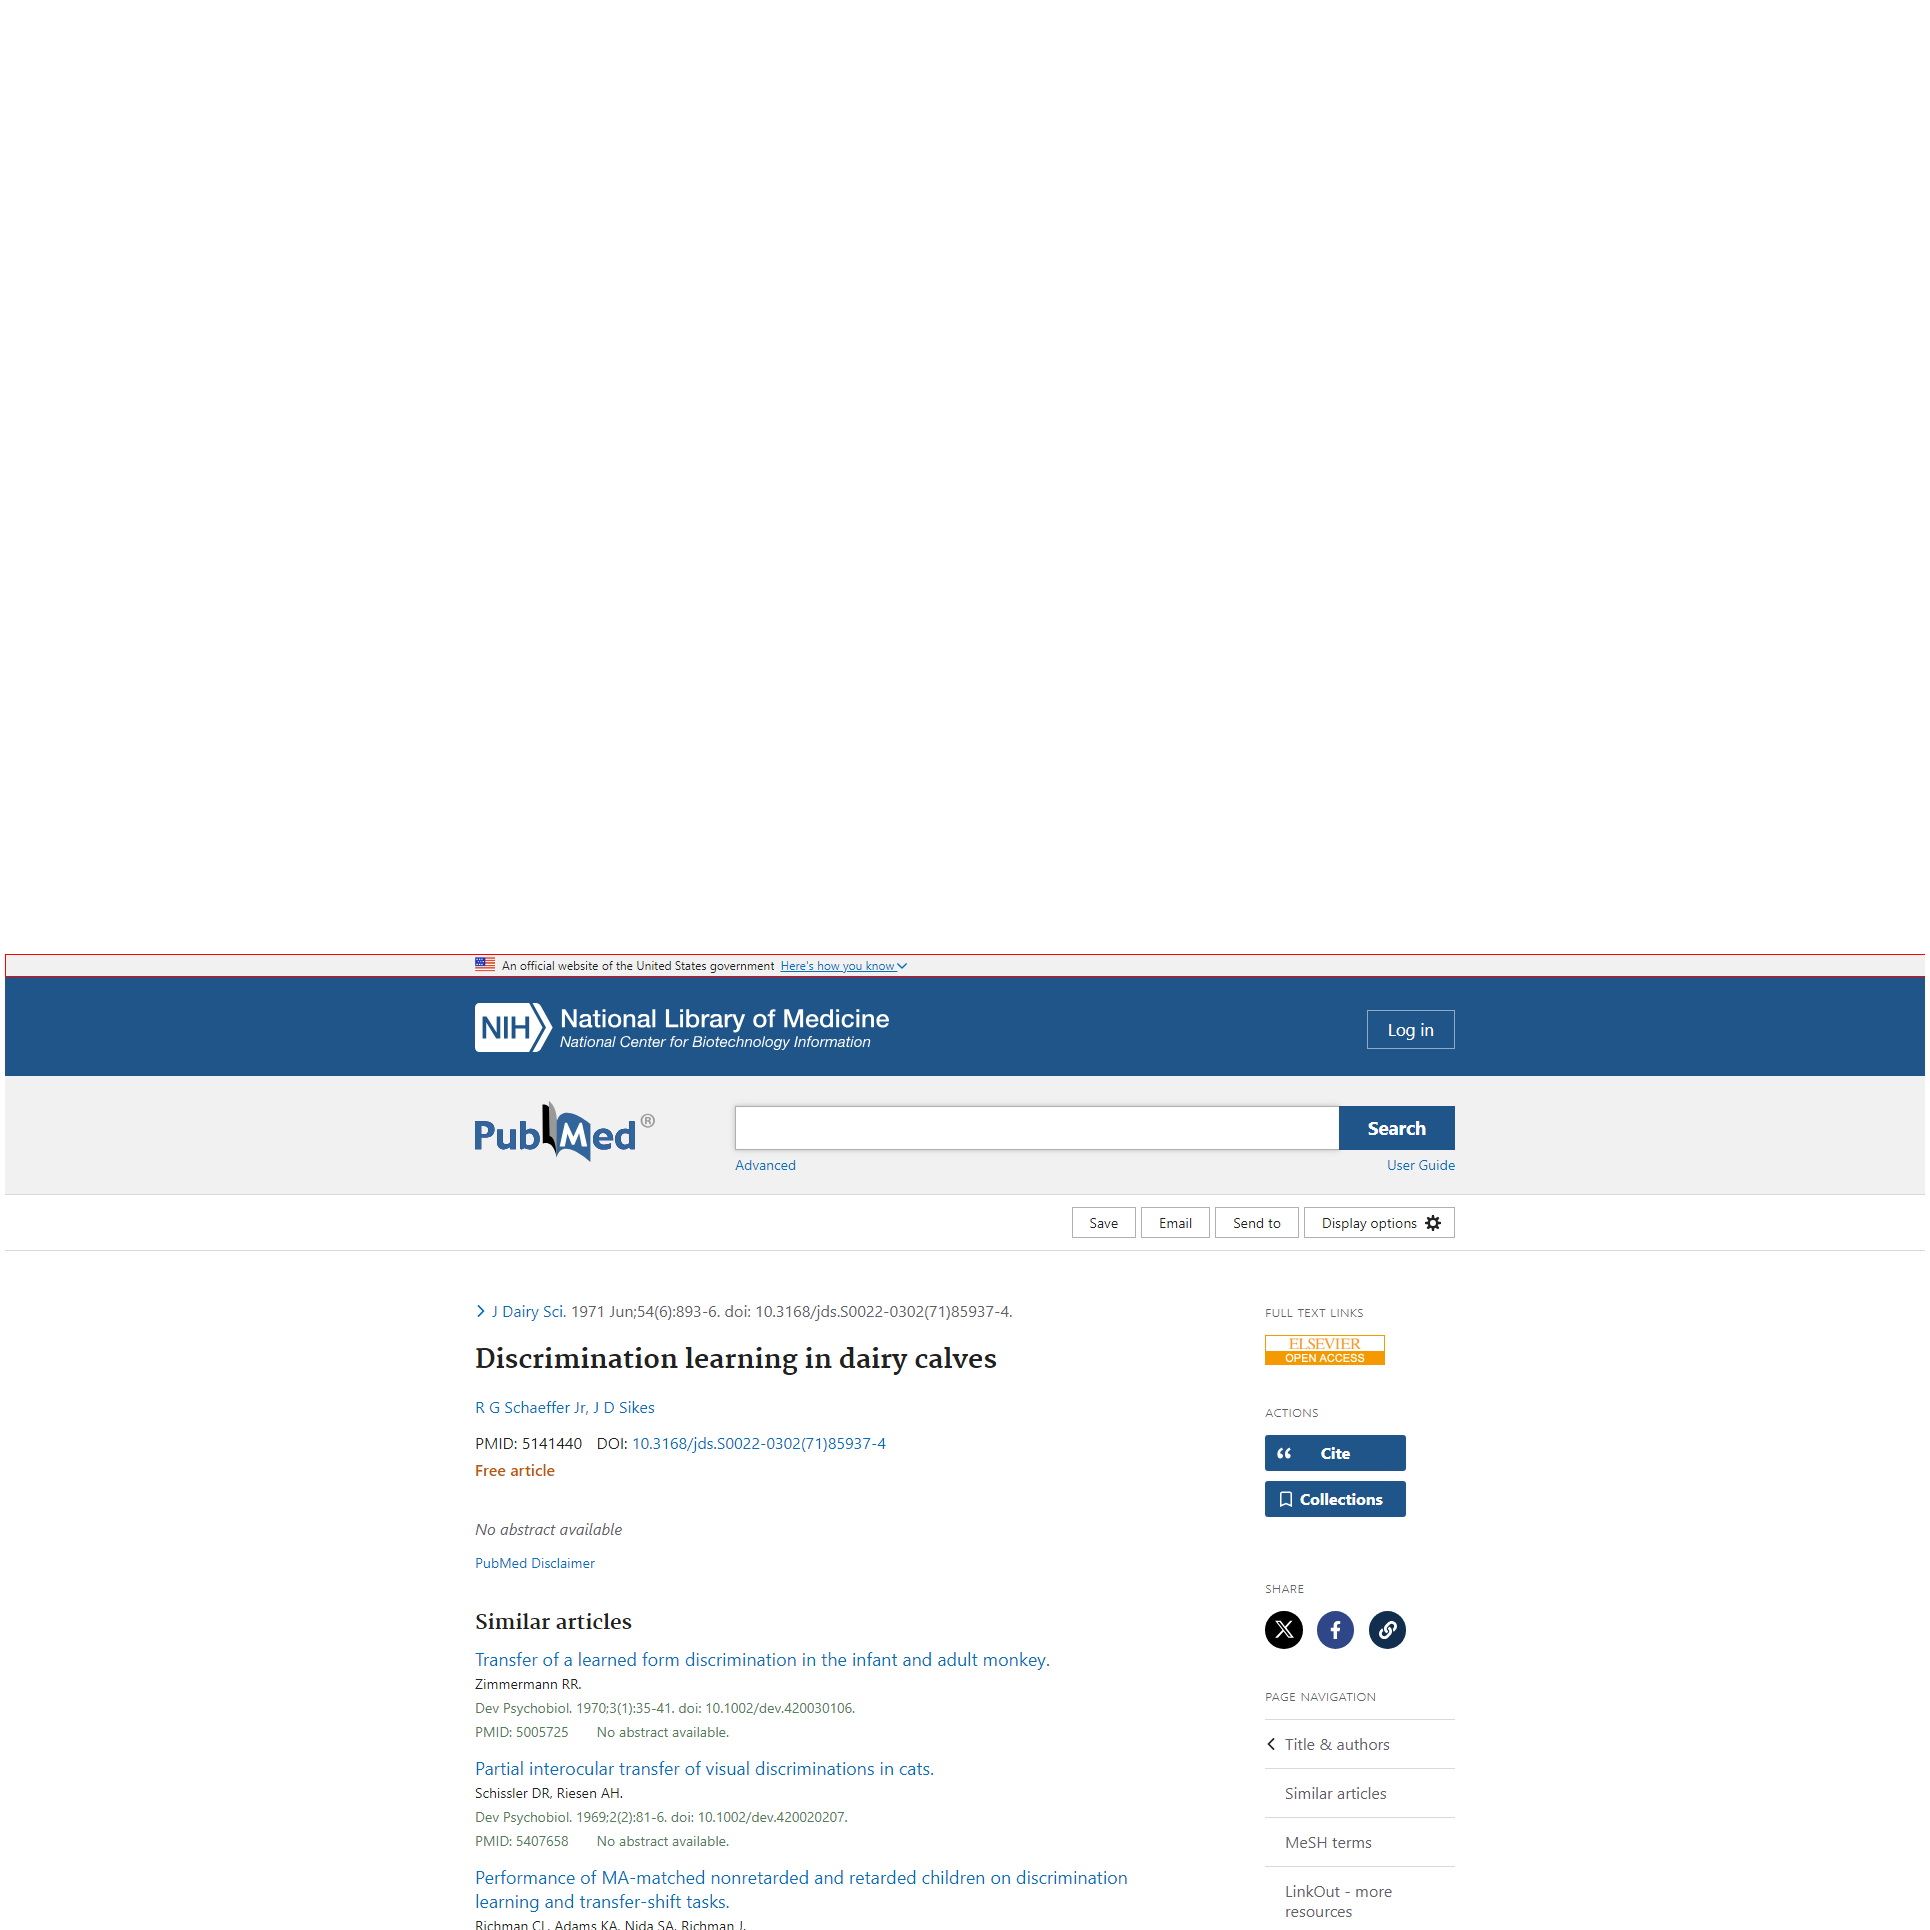 An official website of the United States government Here's how you know
NIH National Library of Medicine
National Center for Biotechnology Information
Log in
PubMed®
Search
Advanced
User Guide
Save
Email
Send to
Display options
J Dairy Sci. 1971 Jun;54(6):893-6. doi: 10.3168/jds.S0022-0302(71)85937-4.
Discrimination learning in dairy calves
R G Schaeffer Jr, J D Sikes
PMID: 5141440 DOI: 10.3168/jds.S0022-0302(71)85937-4
Free article
No abstract available
PubMed Disclaimer
Similar articles
Transfer of a learned form discrimination in the infant and adult monkey.
Zimmermann RR.
Dev Psychobiol. 1970;3(1):35-41. doi: 10.1002/dev.420030106.
PMID: 5005725 No abstract available.
Partial interocular transfer of visual discriminations in cats.
Schissler DR, Riesen AH.
Dev Psychobiol. 1969;2(2):81-6. doi: 10.1002/dev.420020207.
PMID: 5407658 No abstract available.
Performance of MA-matched nonretarded and retarded children on discrimination
learning and transfer-shift tasks.
Richman CL, Adams KA, Nida SA, Richman J.
FULL TEXT LINKS
ELSEVIER
OPEN ACCESS
ACTIONS
Cite
Collections
SHARE
PAGE NAVIGATION
Title & authors
Similar articles
MeSH terms
LinkOut - more
resources